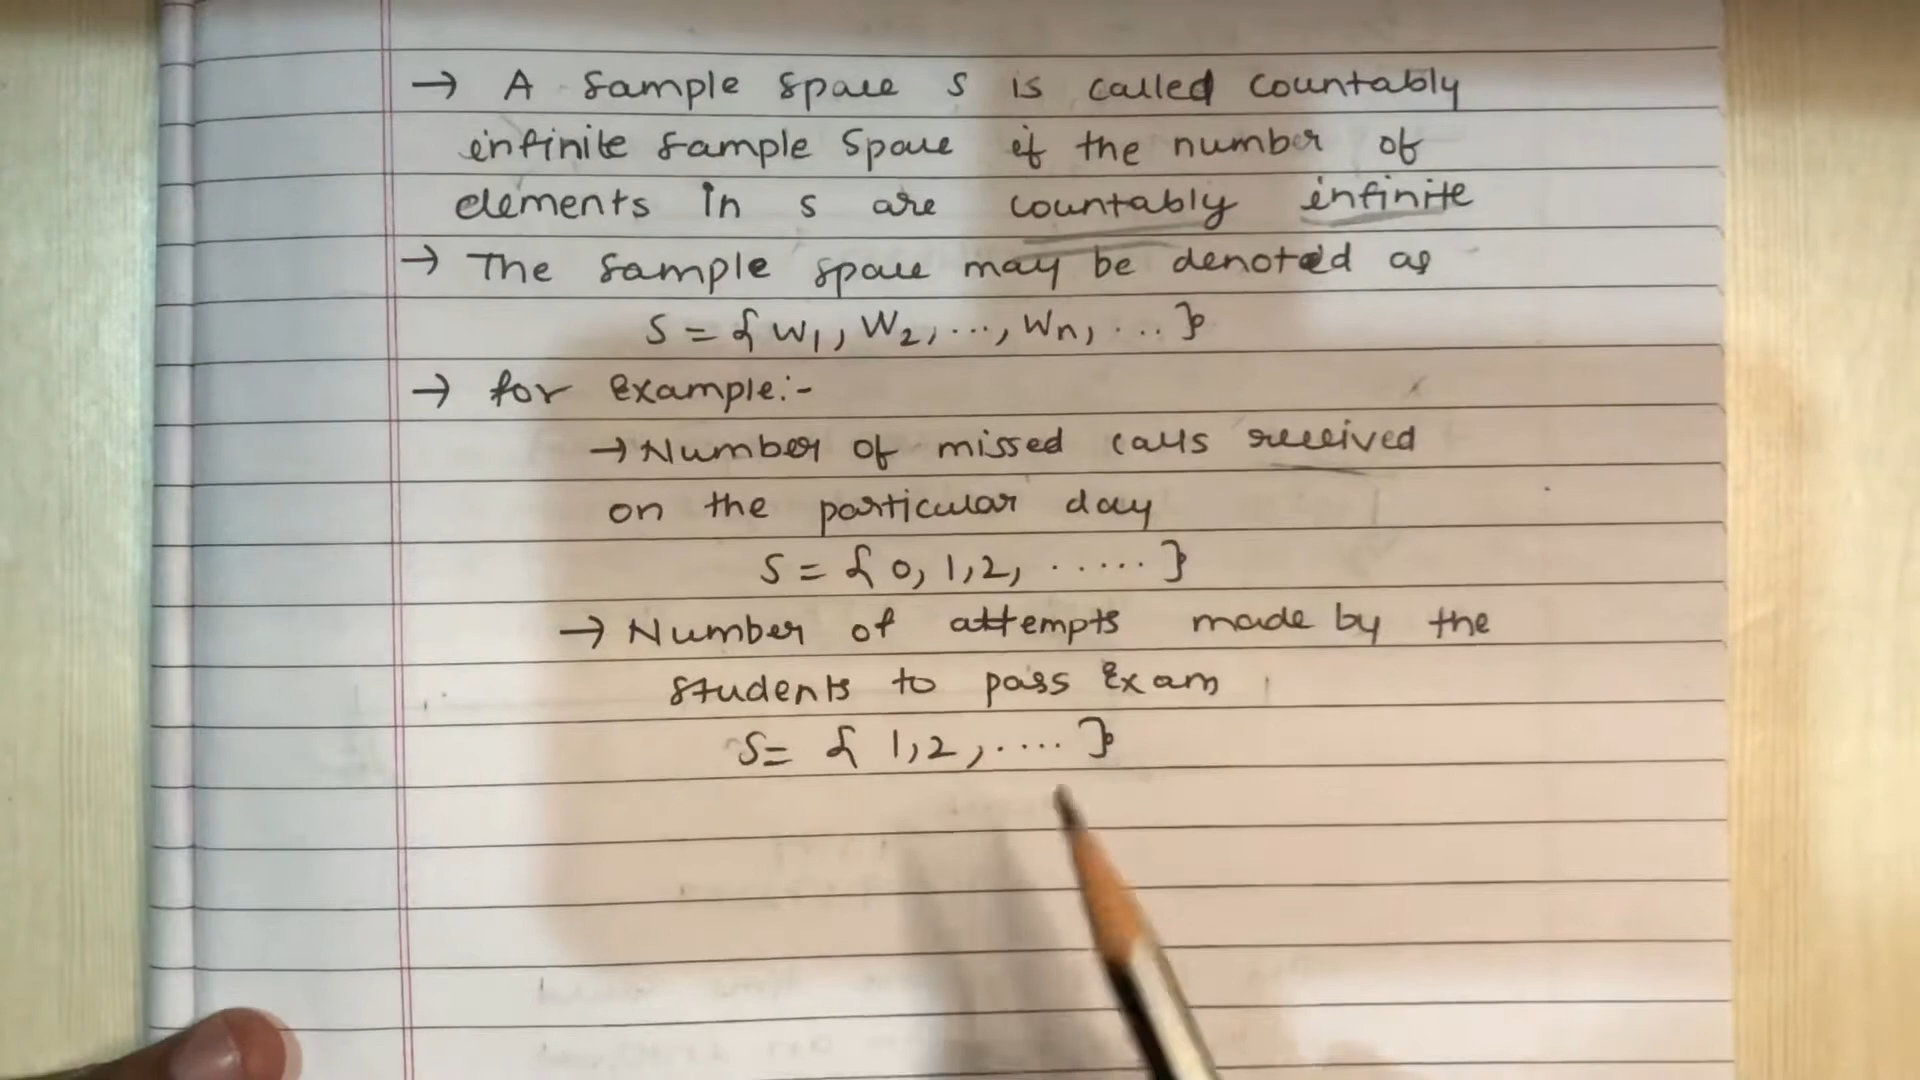 → A Sample Space S is called Countably
infinite Sample Space if the number of
elements in S are countably infinite
→ The Sample space may be denoted as
S = { W1, W2, ..., Wn, ... }
→ for Example:-
→ Number of missed calls received
on the particular day
S = { 0, 1, 2, ..... }
→ Number of attempts made by the
students to pass Exam
S = { 1, 2, .... }